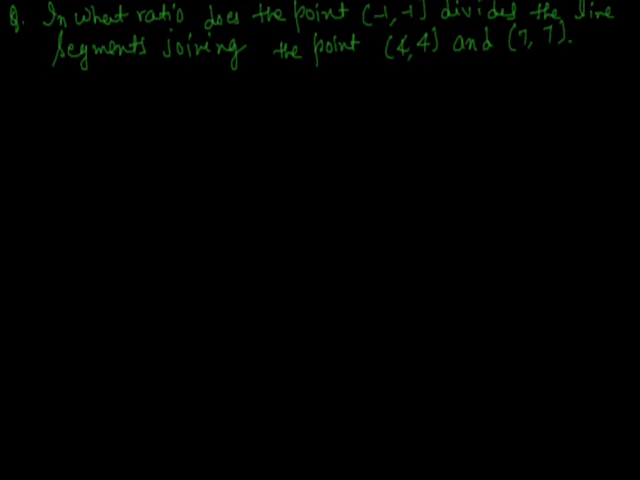 Q. In what ratio does the point (-1, -1) divides the line
segments joining the point (4, 4) and (7, 7).